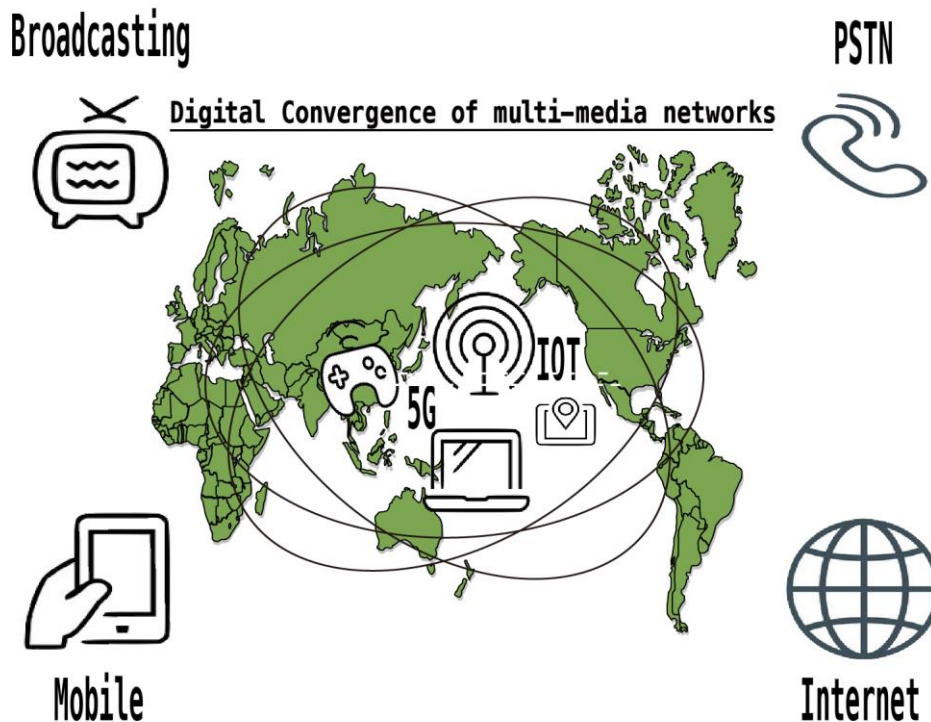 Broadcasting
PSTN
Digital Convergence of multi-media networks
IOT
5G
Mobile
Internet